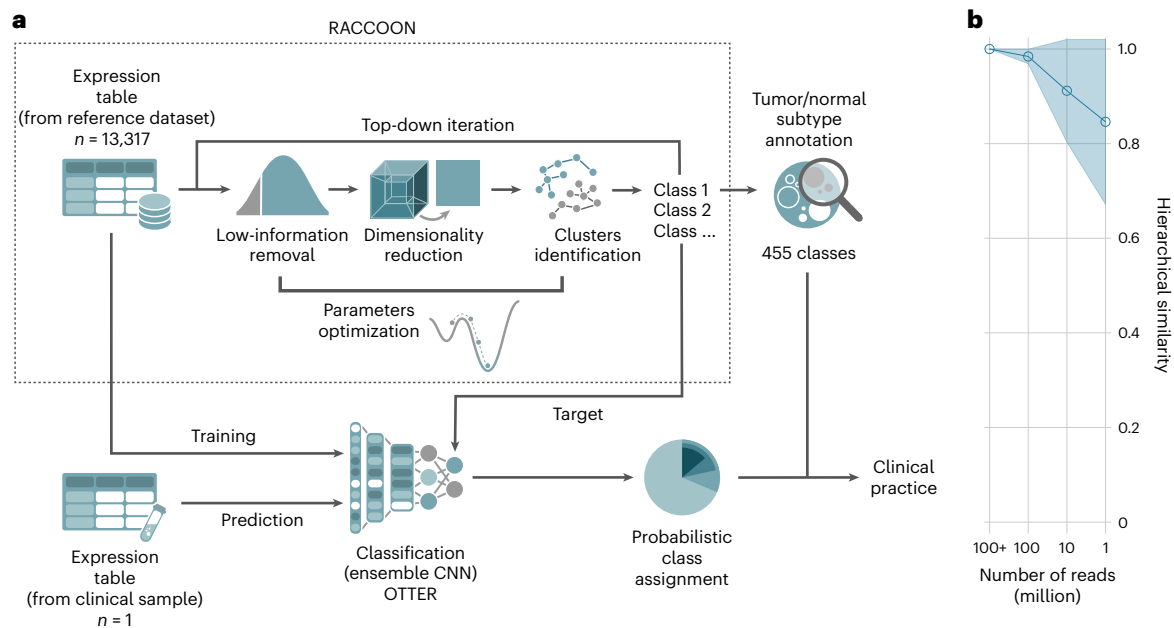 a
RACCOON
Expression
table
(from reference dataset)
n = 13,317
Top-down iteration
Low-information
removal
Dimensionality
reduction
Clusters
identification
Class 1
Class 2
Class ...
Parameters
optimization
Tumor/normal
subtype
annotation
455 classes
Target
Training
Prediction
Expression
table
(from clinical sample)
n = 1
Classification
(ensemble CNN)
OTTER
Probabilistic
class
assignment
Clinical
practice
b
1.0
0.8
0.6
0.4
0.2
0
Hierarchical similarity
100+ 100 10 1
Number of reads
(million)